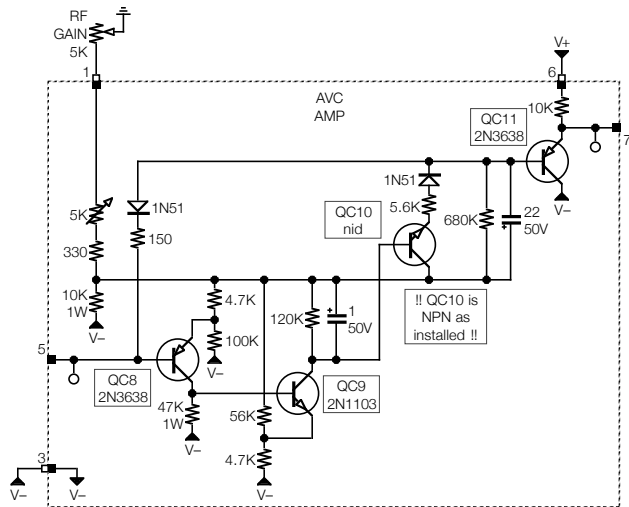 RF
GAIN
5K
1
AVC
AMP
V+
6
10K
7
QC11
2N3638
V–
1N51
5K
150
330
10K
1W
V–
1N51
5.6K
QC10
nid
680K
22
50V
+
4.7K
100K
V–
120K
+
1
50V
!! QC10 is
NPN as
installed !!
5
QC8
2N3638
47K
1W
V–
56K
4.7K
V–
QC9
2N1103
3
V–
V–